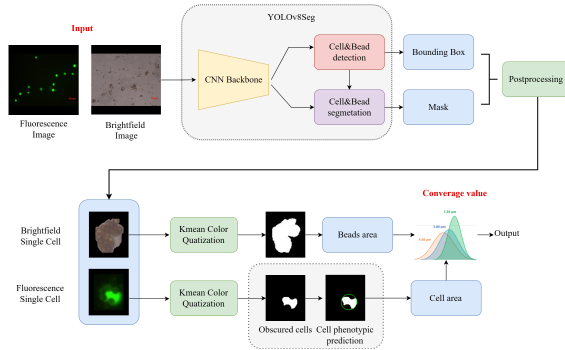 YOLOv8Seg
Input
CNN Backbone
Cell&Bead
detection
Bounding Box
Cell&Bead
segmetation
Mask
Postprocessing
Fluorescence
Image
Brightfield
Image
Converage value
Brightfield
Single Cell
Kmean Color
Quatization
Beads area
Output
Fluorescence
Single Cell
Kmean Color
Quatization
Obscured cells
Cell phenotypic
prediction
Cell area